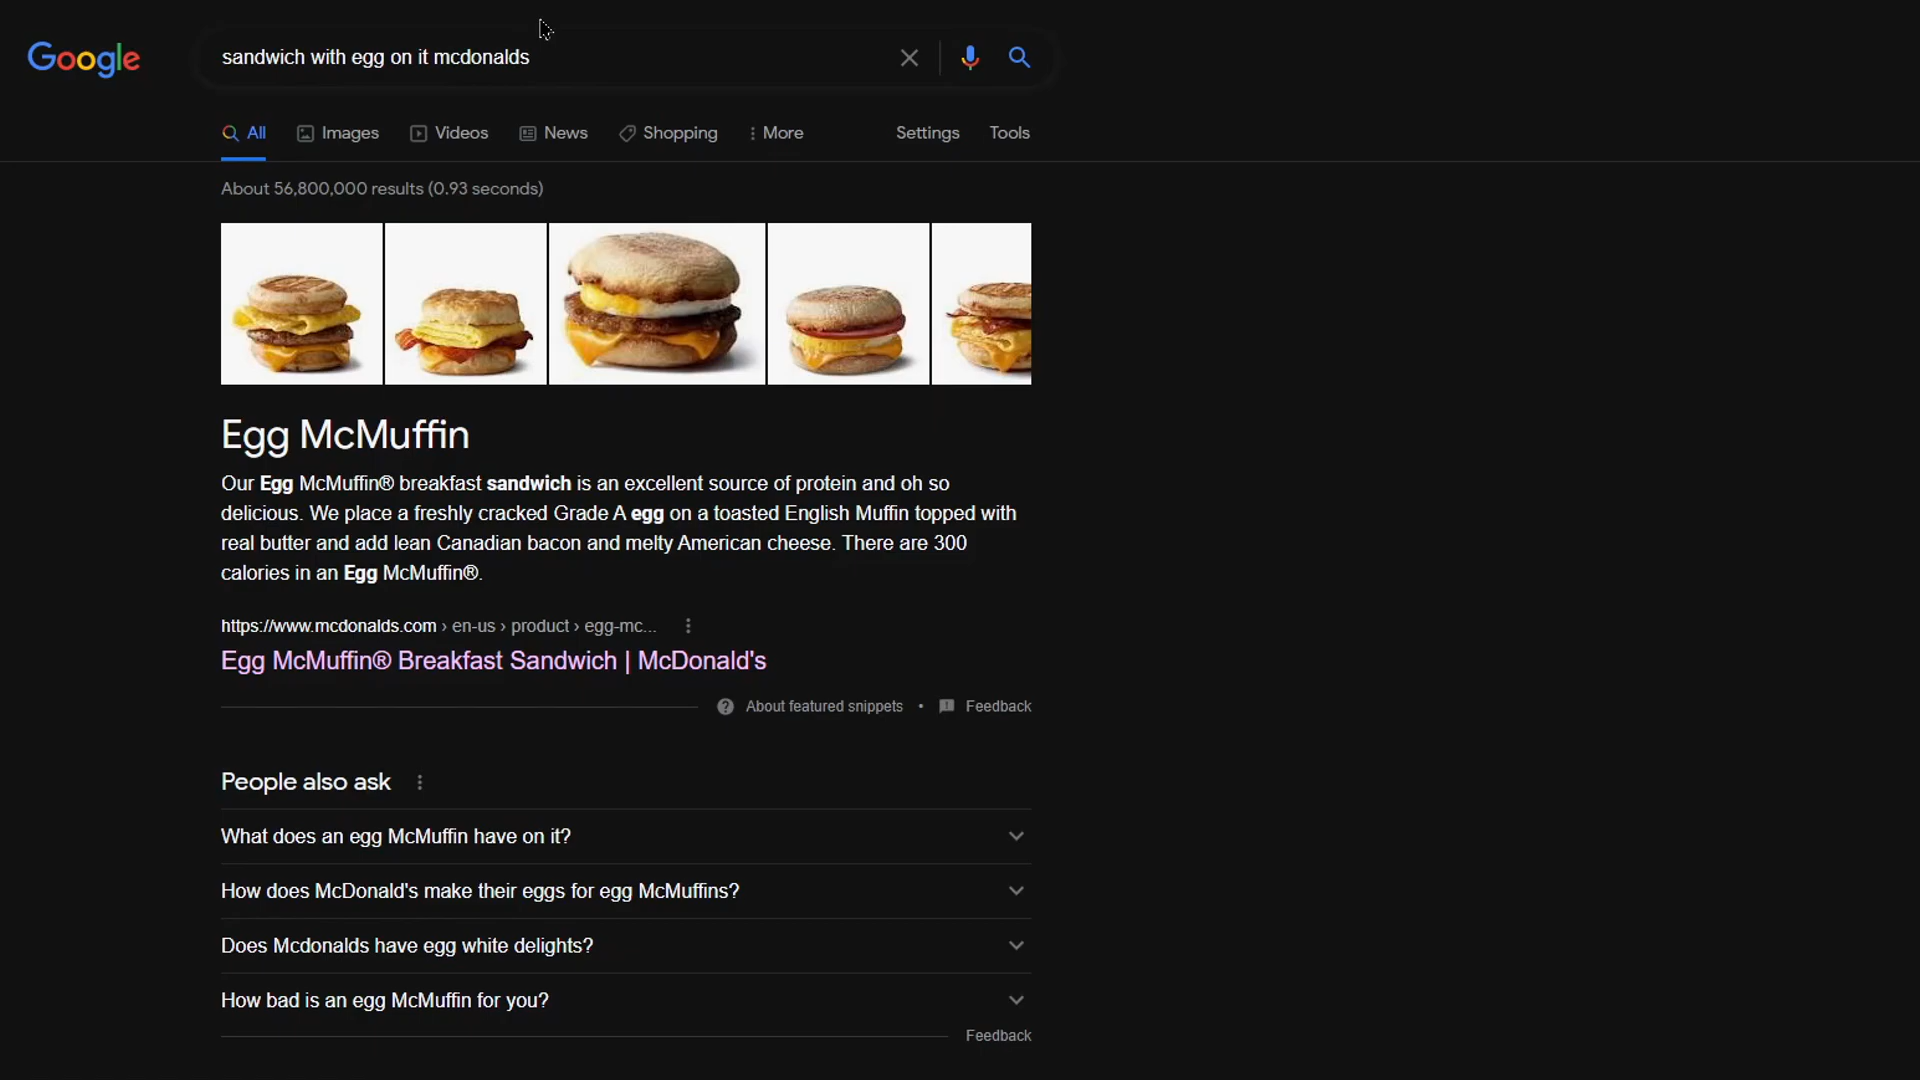 Google
sandwich with egg on it mcdonalds
All
Images
Videos
News
Shopping
More
Settings
Tools
About 56,800,000 results (0.93 seconds)
Egg McMuffin
Our Egg McMuffin® breakfast sandwich is an excellent source of protein and oh so
delicious. We place a freshly cracked Grade A egg on a toasted English Muffin topped with
real butter and add lean Canadian bacon and melty American cheese. There are 300
calories in an Egg McMuffin®.
https://www.mcdonalds.com › en-us › product › egg-mc...
Egg McMuffin® Breakfast Sandwich | McDonald's
About featured snippets • Feedback
People also ask
What does an egg McMuffin have on it?
How does McDonald's make their eggs for egg McMuffins?
Does Mcdonalds have egg white delights?
How bad is an egg McMuffin for you?
Feedback